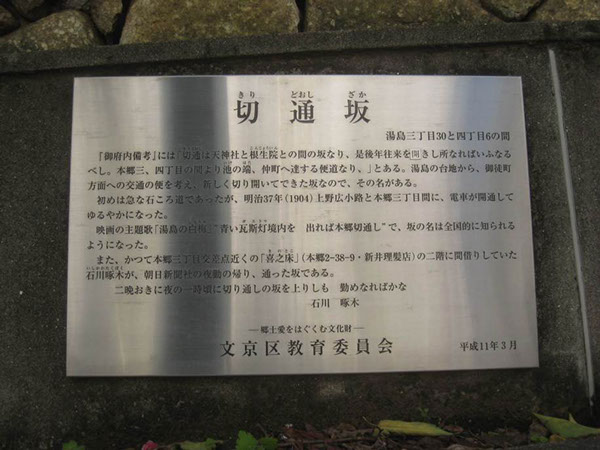 きり どおし ざか
切通坂
湯島三丁目30と四丁目6の間
『御府内備考』には「切通は天神社と根生院との間の坂なり、是後年往来を開きし所なればいふなる
べし。本郷三、四丁目の間より池の端、仲町へ達する便道なり、」とある。湯島の台地から、御徒町
方面への交通の便を考え、新しく切り開いてできた坂なので、その名がある。
初めは急な石ころ道であったが、明治37年(1904)上野広小路と本郷三丁目間に、電車が開通して
ゆるやかになった。
映画の主題歌「湯島の白梅」“青い瓦斯灯境内を 出れば本郷切通し”で、坂の名は全国的に知られる
ようになった。
また、かつて本郷三丁目交差点近くの「喜之床」(本郷2-38-9・新井理髪店)の二階に間借りしていた
石川啄木が、朝日新聞社の夜勤の帰り、通った坂である。
二晩おきに夜の一時頃に切り通しの坂を上りしも 勤めなればかな
石川 啄木
―郷土愛をはぐくむ文化財―
文京区教育委員会 平成11年3月